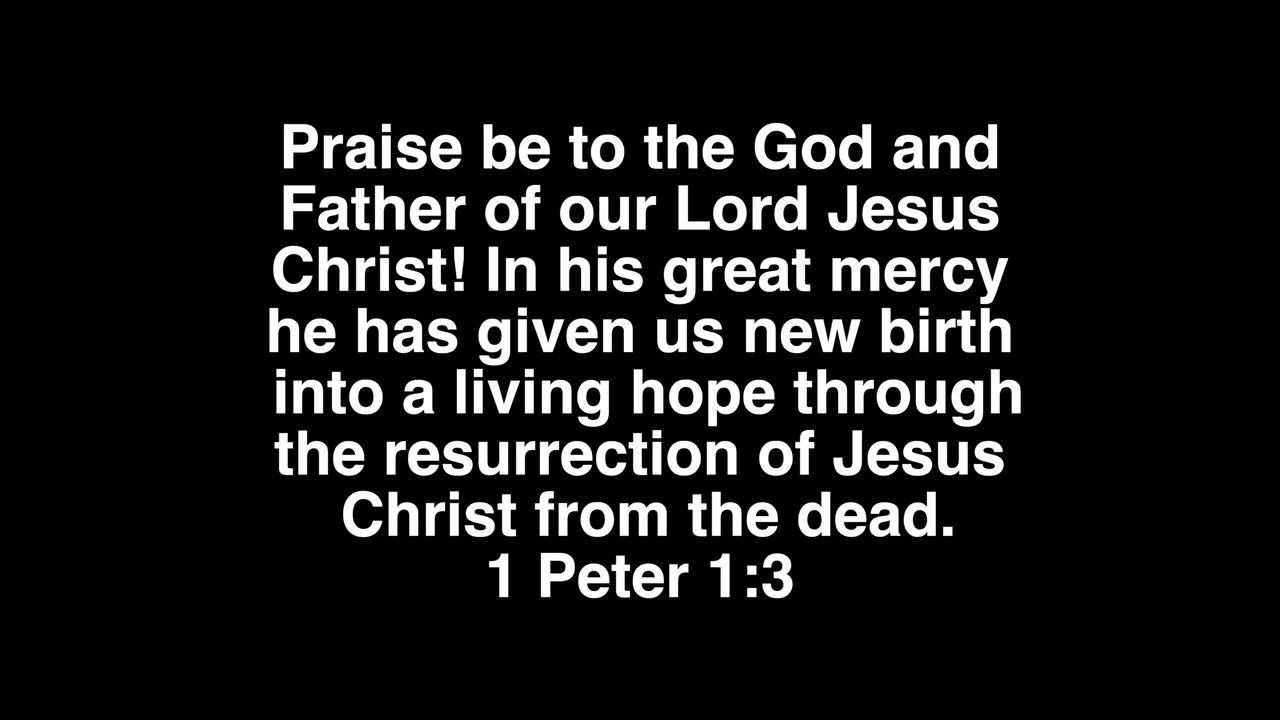 Praise be to the God and
Father of our Lord Jesus
Christ! In his great mercy
he has given us new birth
into a living hope through
the resurrection of Jesus
Christ from the dead.
1 Peter 1:3